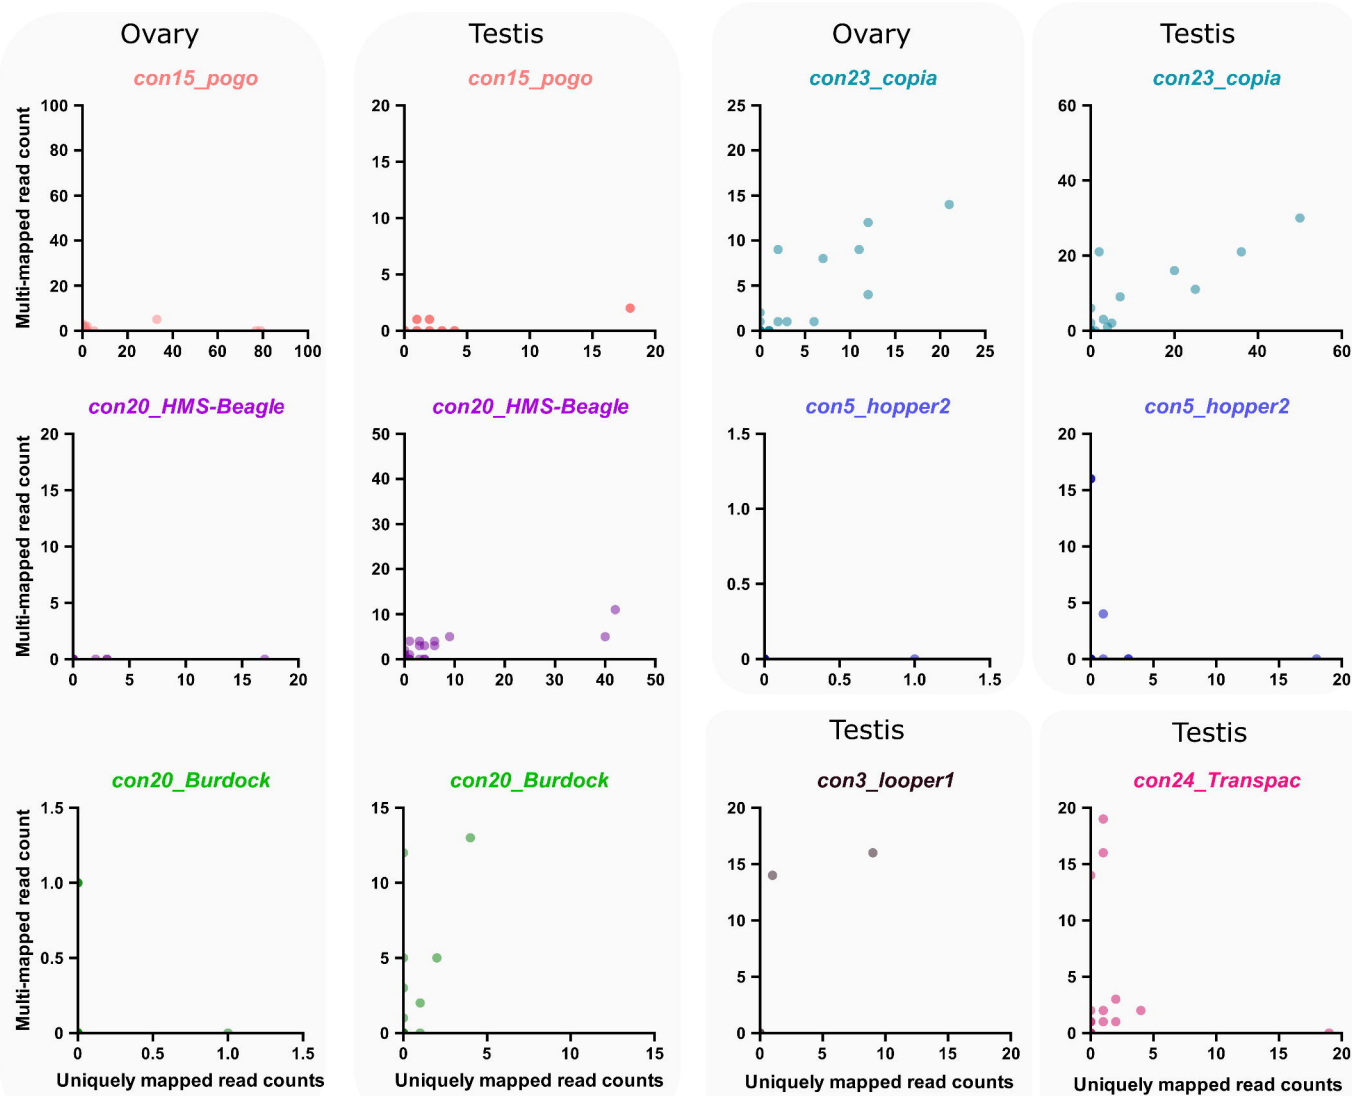 Ovary
Testis
Ovary
Testis
con15_pogo
con15_pogo
con23_copia
con23_copia
Multi-mapped read count
100
80
60
40
20
0
0 20 40 60 80 100
20
15
10
5
0
0 5 10 15 20
25
20
15
10
5
0
0 5 10 15 20 25
60
40
20
0
0 20 40 60
con20_HMS-Beagle
con20_HMS-Beagle
con5_hopper2
con5_hopper2
Multi-mapped read count
20
15
10
5
0
0 5 10 15 20
50
40
30
20
10
0
0 10 20 30 40 50
1.5
1.0
0.5
0
0 0.5 1.0 1.5
20
15
10
5
0
0 5 10 15 20
Testis
Testis
con20_Burdock
con20_Burdock
con3_looper1
con24_Transpac
Multi-mapped read count
1.5
1.0
0.5
0
0 0.5 1.0 1.5
15
10
5
0
0 5 10 15
20
15
10
5
0
0 5 10 15 20
20
15
10
5
0
0 5 10 15 20
Uniquely mapped read counts
Uniquely mapped read counts
Uniquely mapped read counts
Uniquely mapped read counts